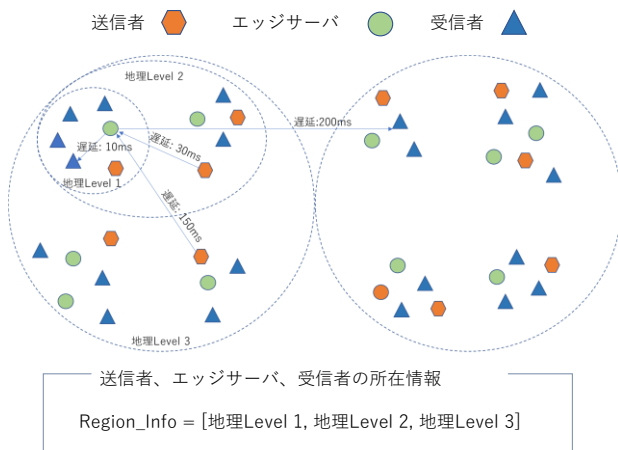 送信者 エッジサーバ 受信者
地理Level 2
遅延:200ms
遅延: 30ms
遅延: 10ms
地理Level 1
遅延: 150ms
地理Level 3
送信者、エッジサーバ、受信者の所在情報
Region_Info = [地理Level 1, 地理Level 2, 地理Level 3]